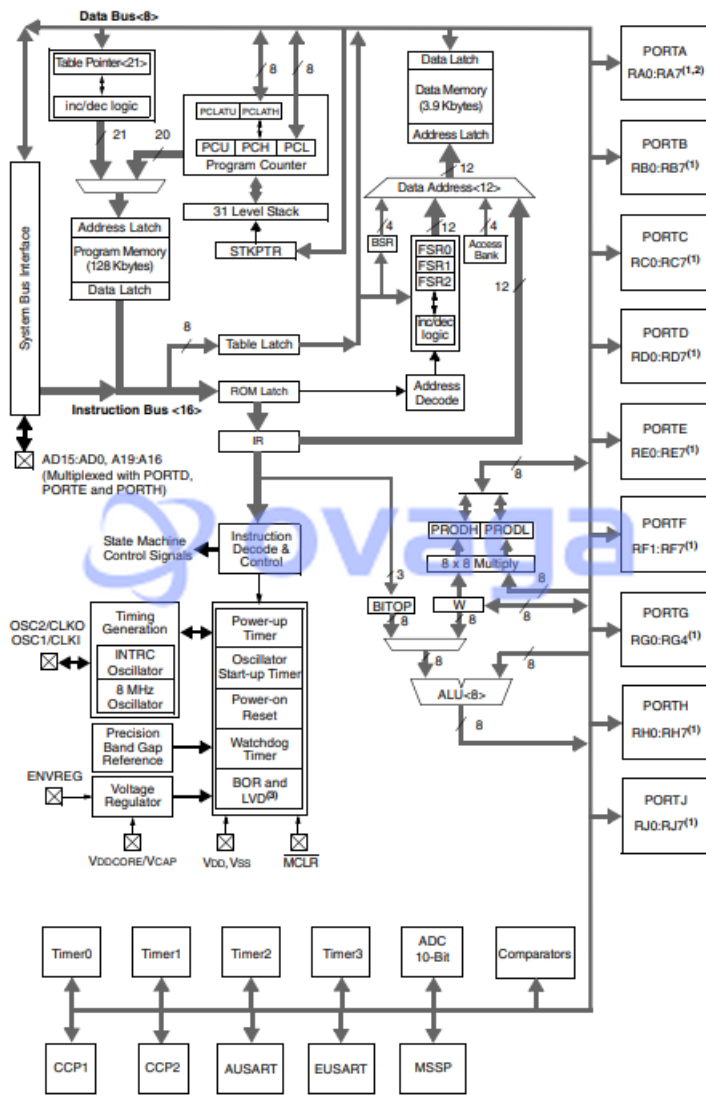 Data Bus<8>
Table Pointer<21>
inc/dec logic
21
20
8
8
PCLATU PCLATH
PCU PCH PCL
Program Counter
31 Level Stack
STKPTR
Data Latch
Data Memory
(3.9 Kbytes)
Address Latch
12
Data Address<12>
4
12
4
BSR
FSR0
FSR1
FSR2
inc/dec
logic
Access
Bank
12
Address
Decode
System Bus Interface
Address Latch
Program Memory
(128 Kbytes)
Data Latch
8
Table Latch
Instruction Bus <16>
ROM Latch
IR
AD15:AD0, A19:A16
(Multiplexed with PORTD,
PORTE and PORTH)
ovaga
State Machine
Control Signals
Instruction
Decode &
Control
8
PRODH PRODL
8 x 8 Multiply
3
BITOP
W
8
8
8
8
8
8
ALU<8>
8
OSC2/CLKO
OSC1/CLKI
Timing
Generation
INTRC
Oscillator
8 MHz
Oscillator
Precision
Band Gap
Reference
ENVREG
Voltage
Regulator
VDDCORE/VCAP
Power-up
Timer
Oscillator
Start-up Timer
Power-on
Reset
Watchdog
Timer
BOR and
LVD(3)
VDD, VSS
MCLR
PORTA
RA0:RA7(1,2)
PORTB
RB0:RB7(1)
PORTC
RC0:RC7(1)
PORTD
RD0:RD7(1)
PORTE
RE0:RE7(1)
PORTF
RF1:RF7(1)
PORTG
RG0:RG4(1)
PORTH
RH0:RH7(1)
PORTJ
RJ0:RJ7(1)
Timer0
Timer1
Timer2
Timer3
ADC
10-Bit
Comparators
CCP1
CCP2
AUSART
EUSART
MSSP